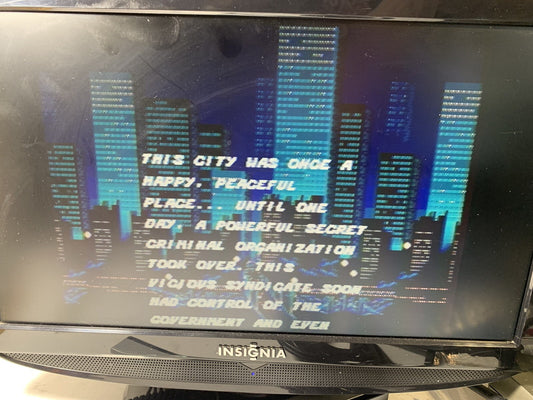 THIS CITY WAS ONCE A
HAPPY, PEACEFUL
PLACE... UNTIL ONE
DAY, A POWERFUL SECRET
CRIMINAL ORGANIZATION
TOOK OVER. THIS
VICIOUS SYNDICATE SOON
HAD CONTROL OF THE
GOVERNMENT AND EVEN
INSIGNIA